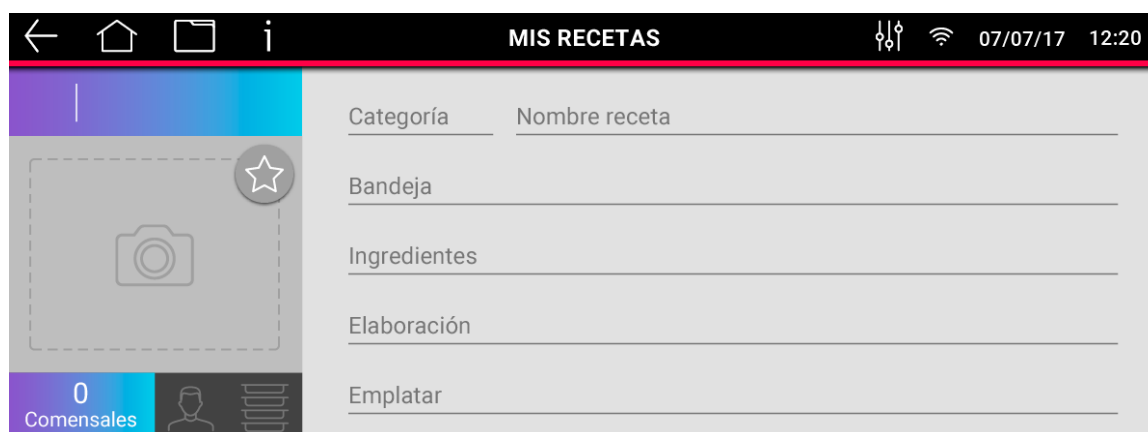 MIS RECETAS 07/07/17 12:20
Categoría Nombre receta
Bandeja
Ingredientes
Elaboración
Emplatar
0
Comensales